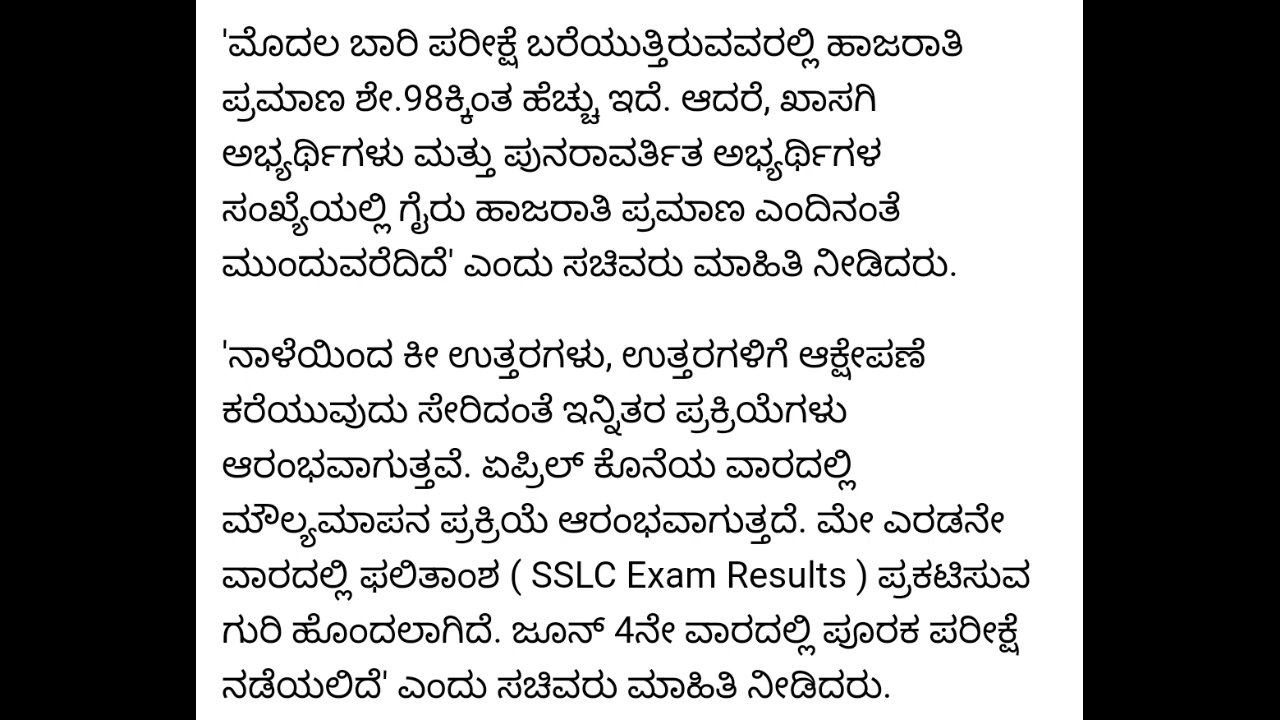 'ಮೊದಲ ಬಾರಿ ಪರೀಕ್ಷೆ ಬರೆಯುತ್ತಿರುವವರಲ್ಲಿ ಹಾಜರಾತಿ
ಪ್ರಮಾಣ ಶೇ.98ಕ್ಕಿಂತ ಹೆಚ್ಚು ಇದೆ. ಆದರೆ, ಖಾಸಗಿ
ಅಭ್ಯರ್ಥಿಗಳು ಮತ್ತು ಪುನರಾವರ್ತಿತ ಅಭ್ಯರ್ಥಿಗಳ
ಸಂಖ್ಯೆಯಲ್ಲಿ ಗೈರು ಹಾಜರಾತಿ ಪ್ರಮಾಣ ಎಂದಿನಂತೆ
ಮುಂದುವರೆದಿದೆ' ಎಂದು ಸಚಿವರು ಮಾಹಿತಿ ನೀಡಿದರು.
'ನಾಳೆಯಿಂದ ಕೀ ಉತ್ತರಗಳು, ಉತ್ತರಗಳಿಗೆ ಆಕ್ಷೇಪಣೆ
ಕರೆಯುವುದು ಸೇರಿದಂತೆ ಇನ್ನಿತರ ಪ್ರಕ್ರಿಯೆಗಳು
ಆರಂಭವಾಗುತ್ತವೆ. ಏಪ್ರಿಲ್ ಕೊನೆಯ ವಾರದಲ್ಲಿ
ಮೌಲ್ಯಮಾಪನ ಪ್ರಕ್ರಿಯೆ ಆರಂಭವಾಗುತ್ತದೆ. ಮೇ ಎರಡನೇ
ವಾರದಲ್ಲಿ ಫಲಿತಾಂಶ ( SSLC Exam Results ) ಪ್ರಕಟಿಸುವ
ಗುರಿ ಹೊಂದಲಾಗಿದೆ. ಜೂನ್ 4ನೇ ವಾರದಲ್ಲಿ ಪೂರಕ ಪರೀಕ್ಷೆ
ನಡೆಯಲಿದೆ' ಎಂದು ಸಚಿವರು ಮಾಹಿತಿ ನೀಡಿದರು.